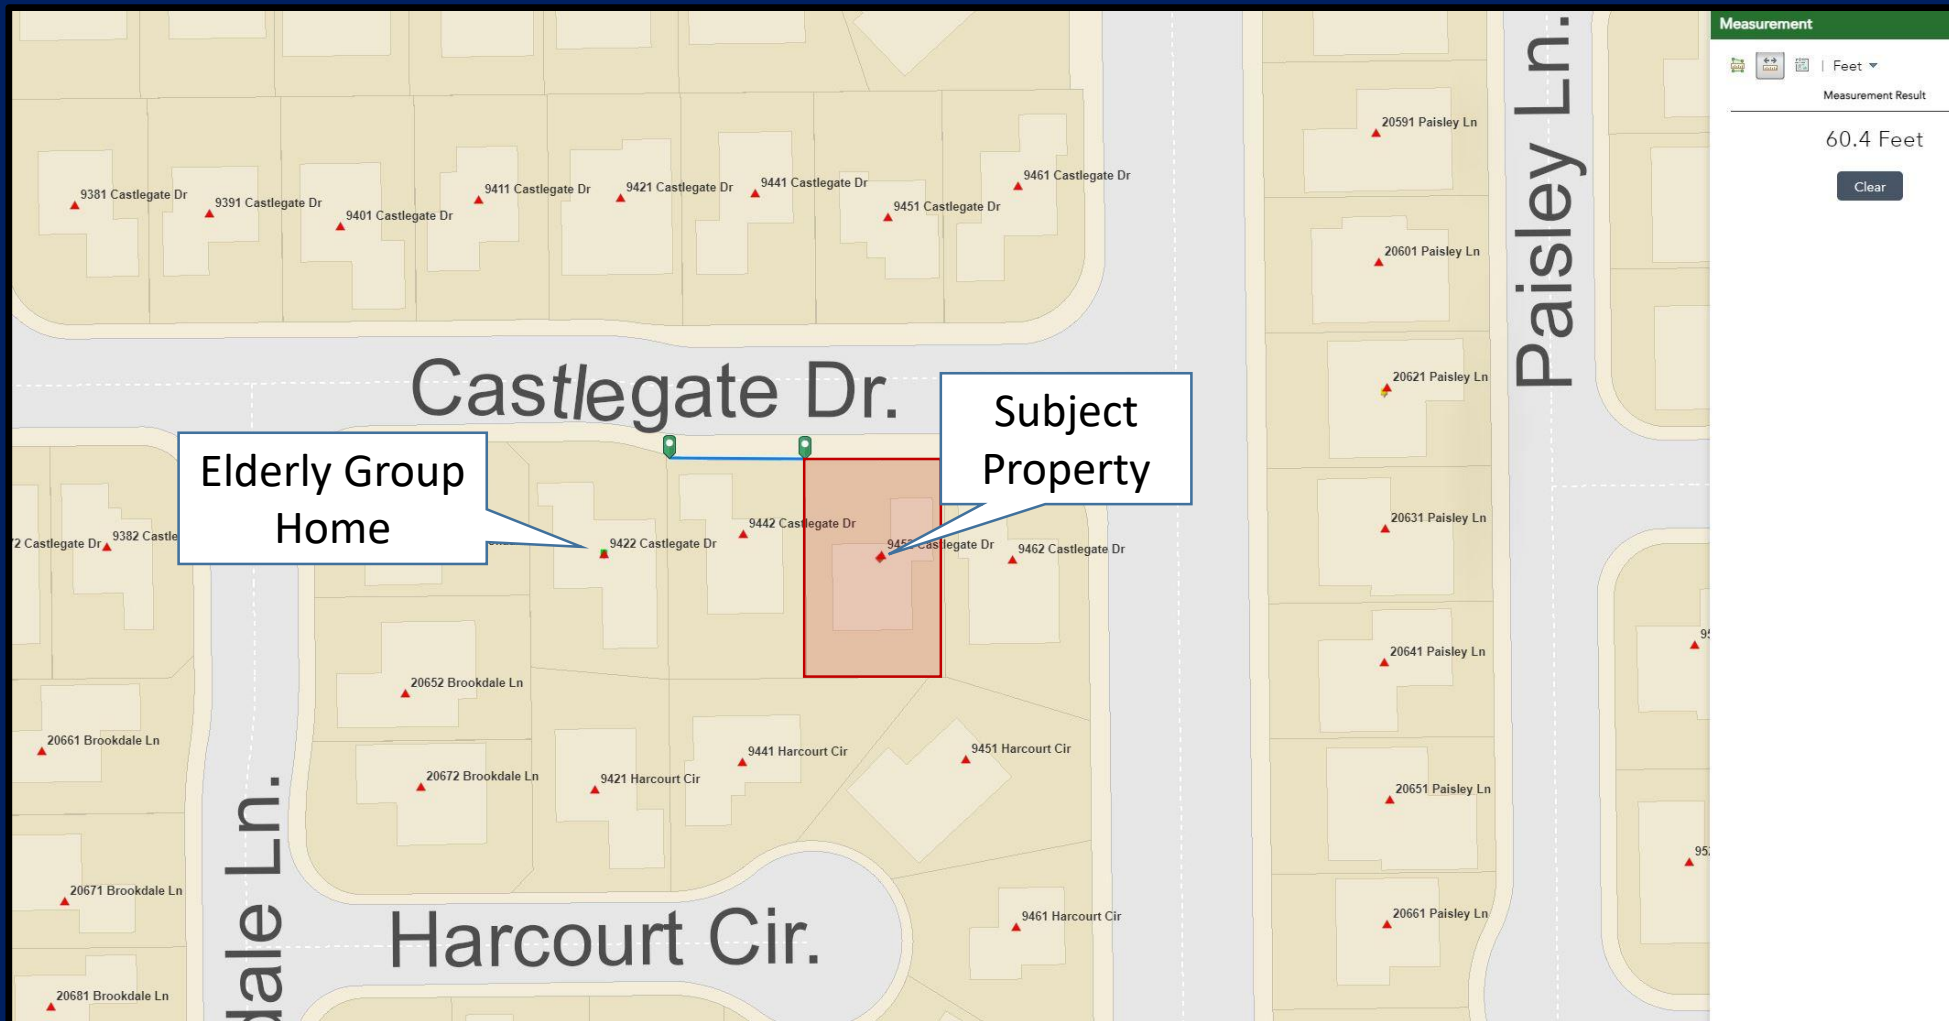 Measurement
Feet
Measurement Result
60.4 Feet
Clear
Paisley Ln.
20591 Paisley Ln
9461 Castlegate Dr
9441 Castlegate Dr
9421 Castlegate Dr
9411 Castlegate Dr
9381 Castlegate Dr
9391 Castlegate Dr
9451 Castlegate Dr
9401 Castlegate Dr
20601 Paisley Ln
20621 Paisley Ln
Castlegate Dr.
Subject
Property
Elderly Group
Home
20631 Paisley Ln
9442 Castlegate Dr
9382 Castle
2 Castlegate Dr
9422 Castlegate Dr
Castlegate Dr
9462 Castlegate Dr
20641 Paisley Ln
20652 Brookdale Ln
20661 Brookdale Ln
9441 Harcourt Cir
9451 Harcourt Cir
20672 Brookdale Ln
9421 Harcourt Cir
20651 Paisley Ln
95
20671 Brookdale Ln
dale Ln.
Harcourt Cir.
9461 Harcourt Cir
20661 Paisley Ln
20681 Brookdale Ln